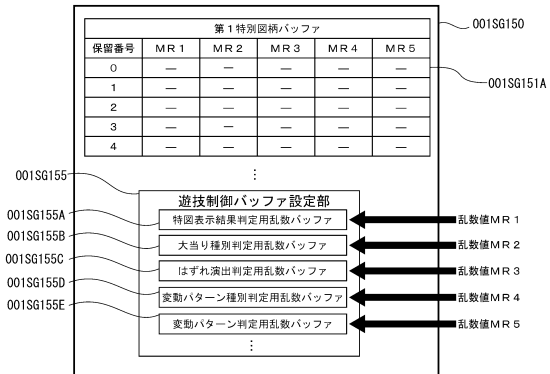 001SG150
第1特別図柄バッファ
保留番号 MR1 MR2 MR3 MR4 MR5
0 — — — — —
1 — — — — —
2 — — — — —
3 — — — — —
4 — — — — —
001SG151A
⋮
001SG155
遊技制御バッファ設定部
001SG155A 特図表示結果判定用乱数バッファ 乱数値MR1
001SG155B 大当り種別判定用乱数バッファ 乱数値MR2
001SG155C はずれ演出判定用乱数バッファ 乱数値MR3
001SG155D 変動パターン種別判定用乱数バッファ 乱数値MR4
001SG155E 変動パターン判定用乱数バッファ 乱数値MR5
⋮